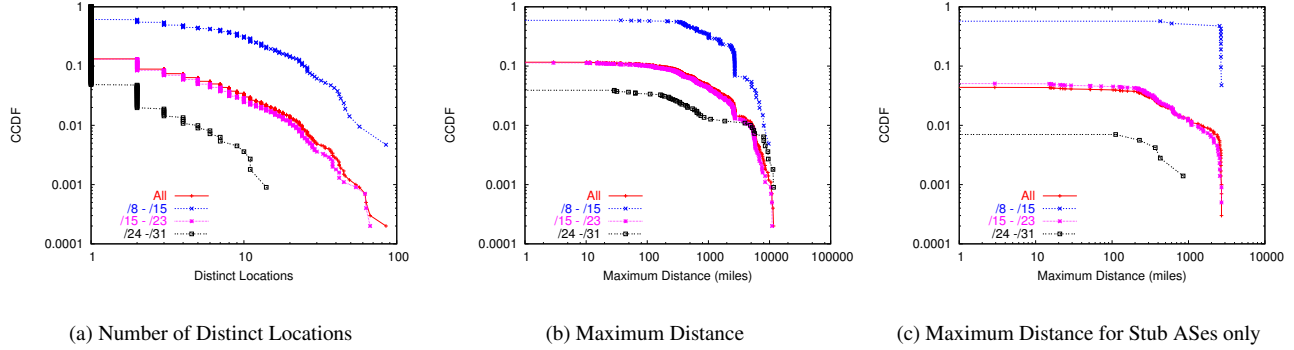 CCDF
1
0.1
0.01
0.001
0.0001
1
10
100
Distinct Locations
All
/8 - /15
/15 - /23
/24 -/31
(a) Number of Distinct Locations
CCDF
1
0.1
0.01
0.001
0.0001
1
10
100
1000
10000
100000
Maximum Distance (miles)
All
/8 - /15
/15 - /23
/24 -/31
(b) Maximum Distance
CCDF
1
0.1
0.01
0.001
0.0001
1
10
100
1000
10000
Maximum Distance (miles)
All
/8 - /15
/15 - /23
/24 -/31
(c) Maximum Distance for Stub ASes only